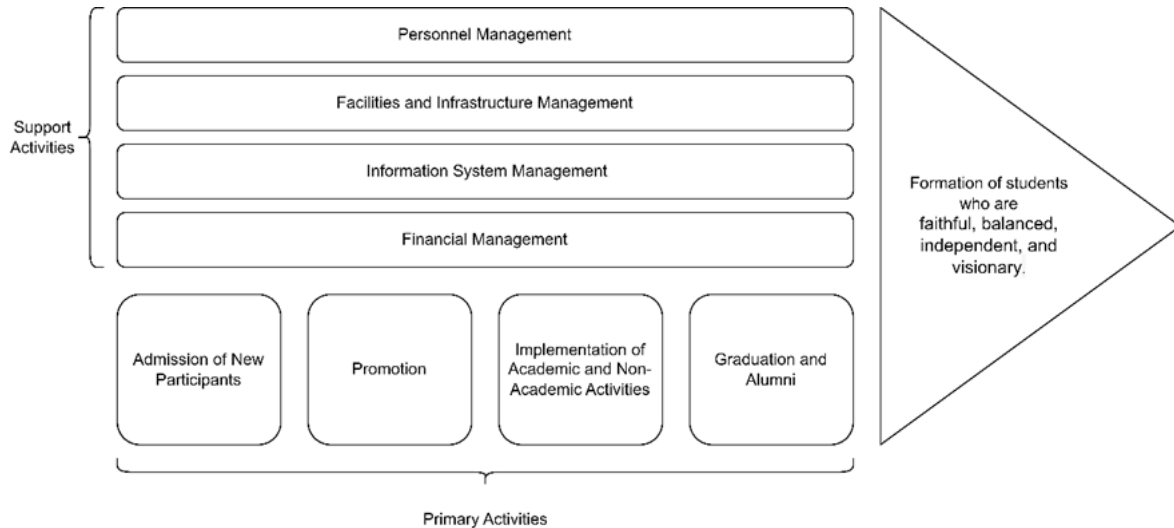 Support
Activities
Personnel Management
Facilities and Infrastructure Management
Information System Management
Financial Management
Admission of New
Participants
Promotion
Implementation of
Academic and Non-
Academic Activities
Graduation and
Alumni
Primary Activities
Formation of students
who are
faithful, balanced,
independent, and
visionary.